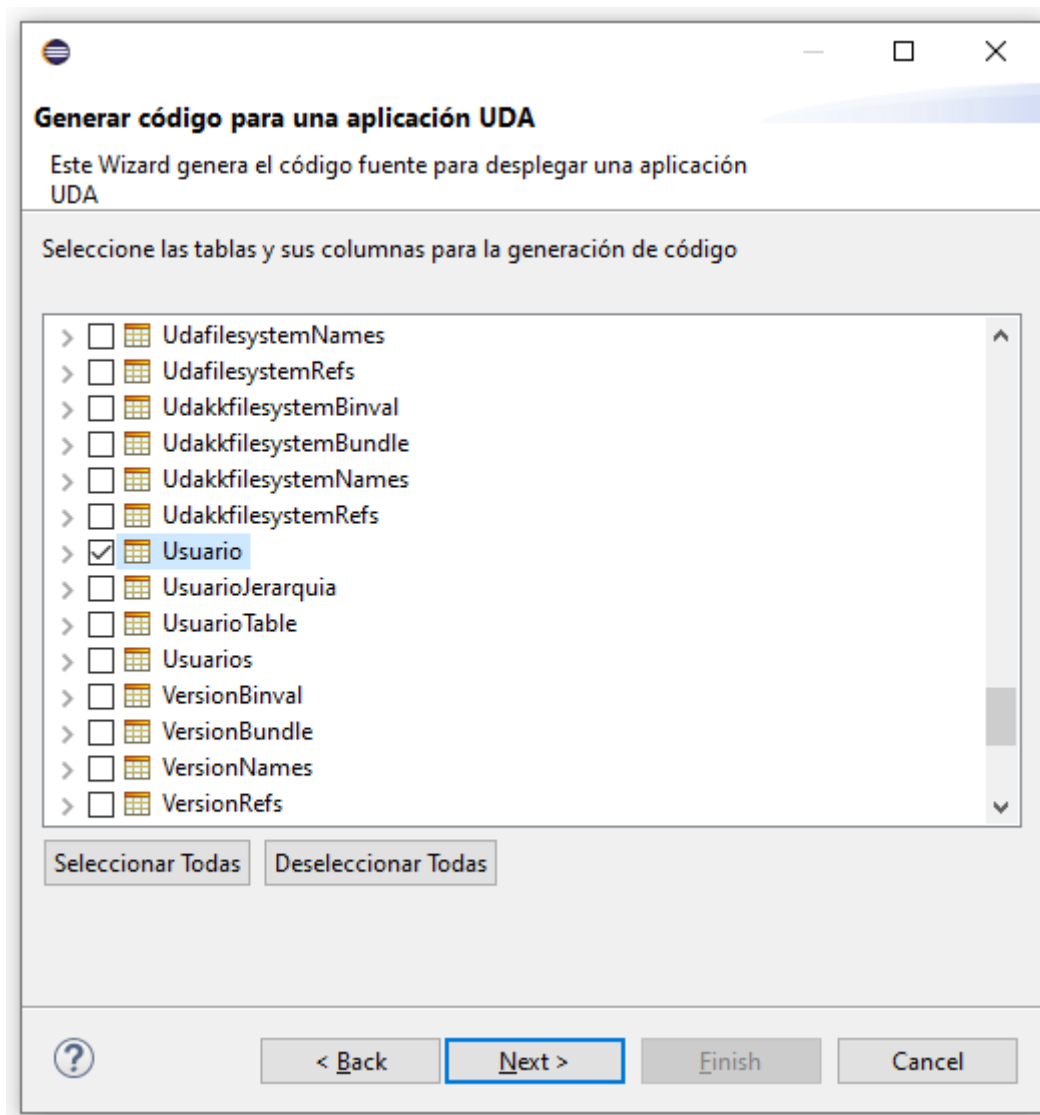 Generar código para una aplicación UDA
Este Wizard genera el código fuente para desplegar una aplicación
UDA
Seleccione las tablas y sus columnas para la generación de código
UdafilesystemNames
UdafilesystemRefs
UdakkfilesystemBinval
UdakkfilesystemBundle
UdakkfilesystemNames
UdakkfilesystemRefs
Usuario
UsuarioJerarquia
UsuarioTable
Usuarios
VersionBinval
VersionBundle
VersionNames
VersionRefs
Seleccionar Todas Deseleccionar Todas
? < Back Next > Finish Cancel